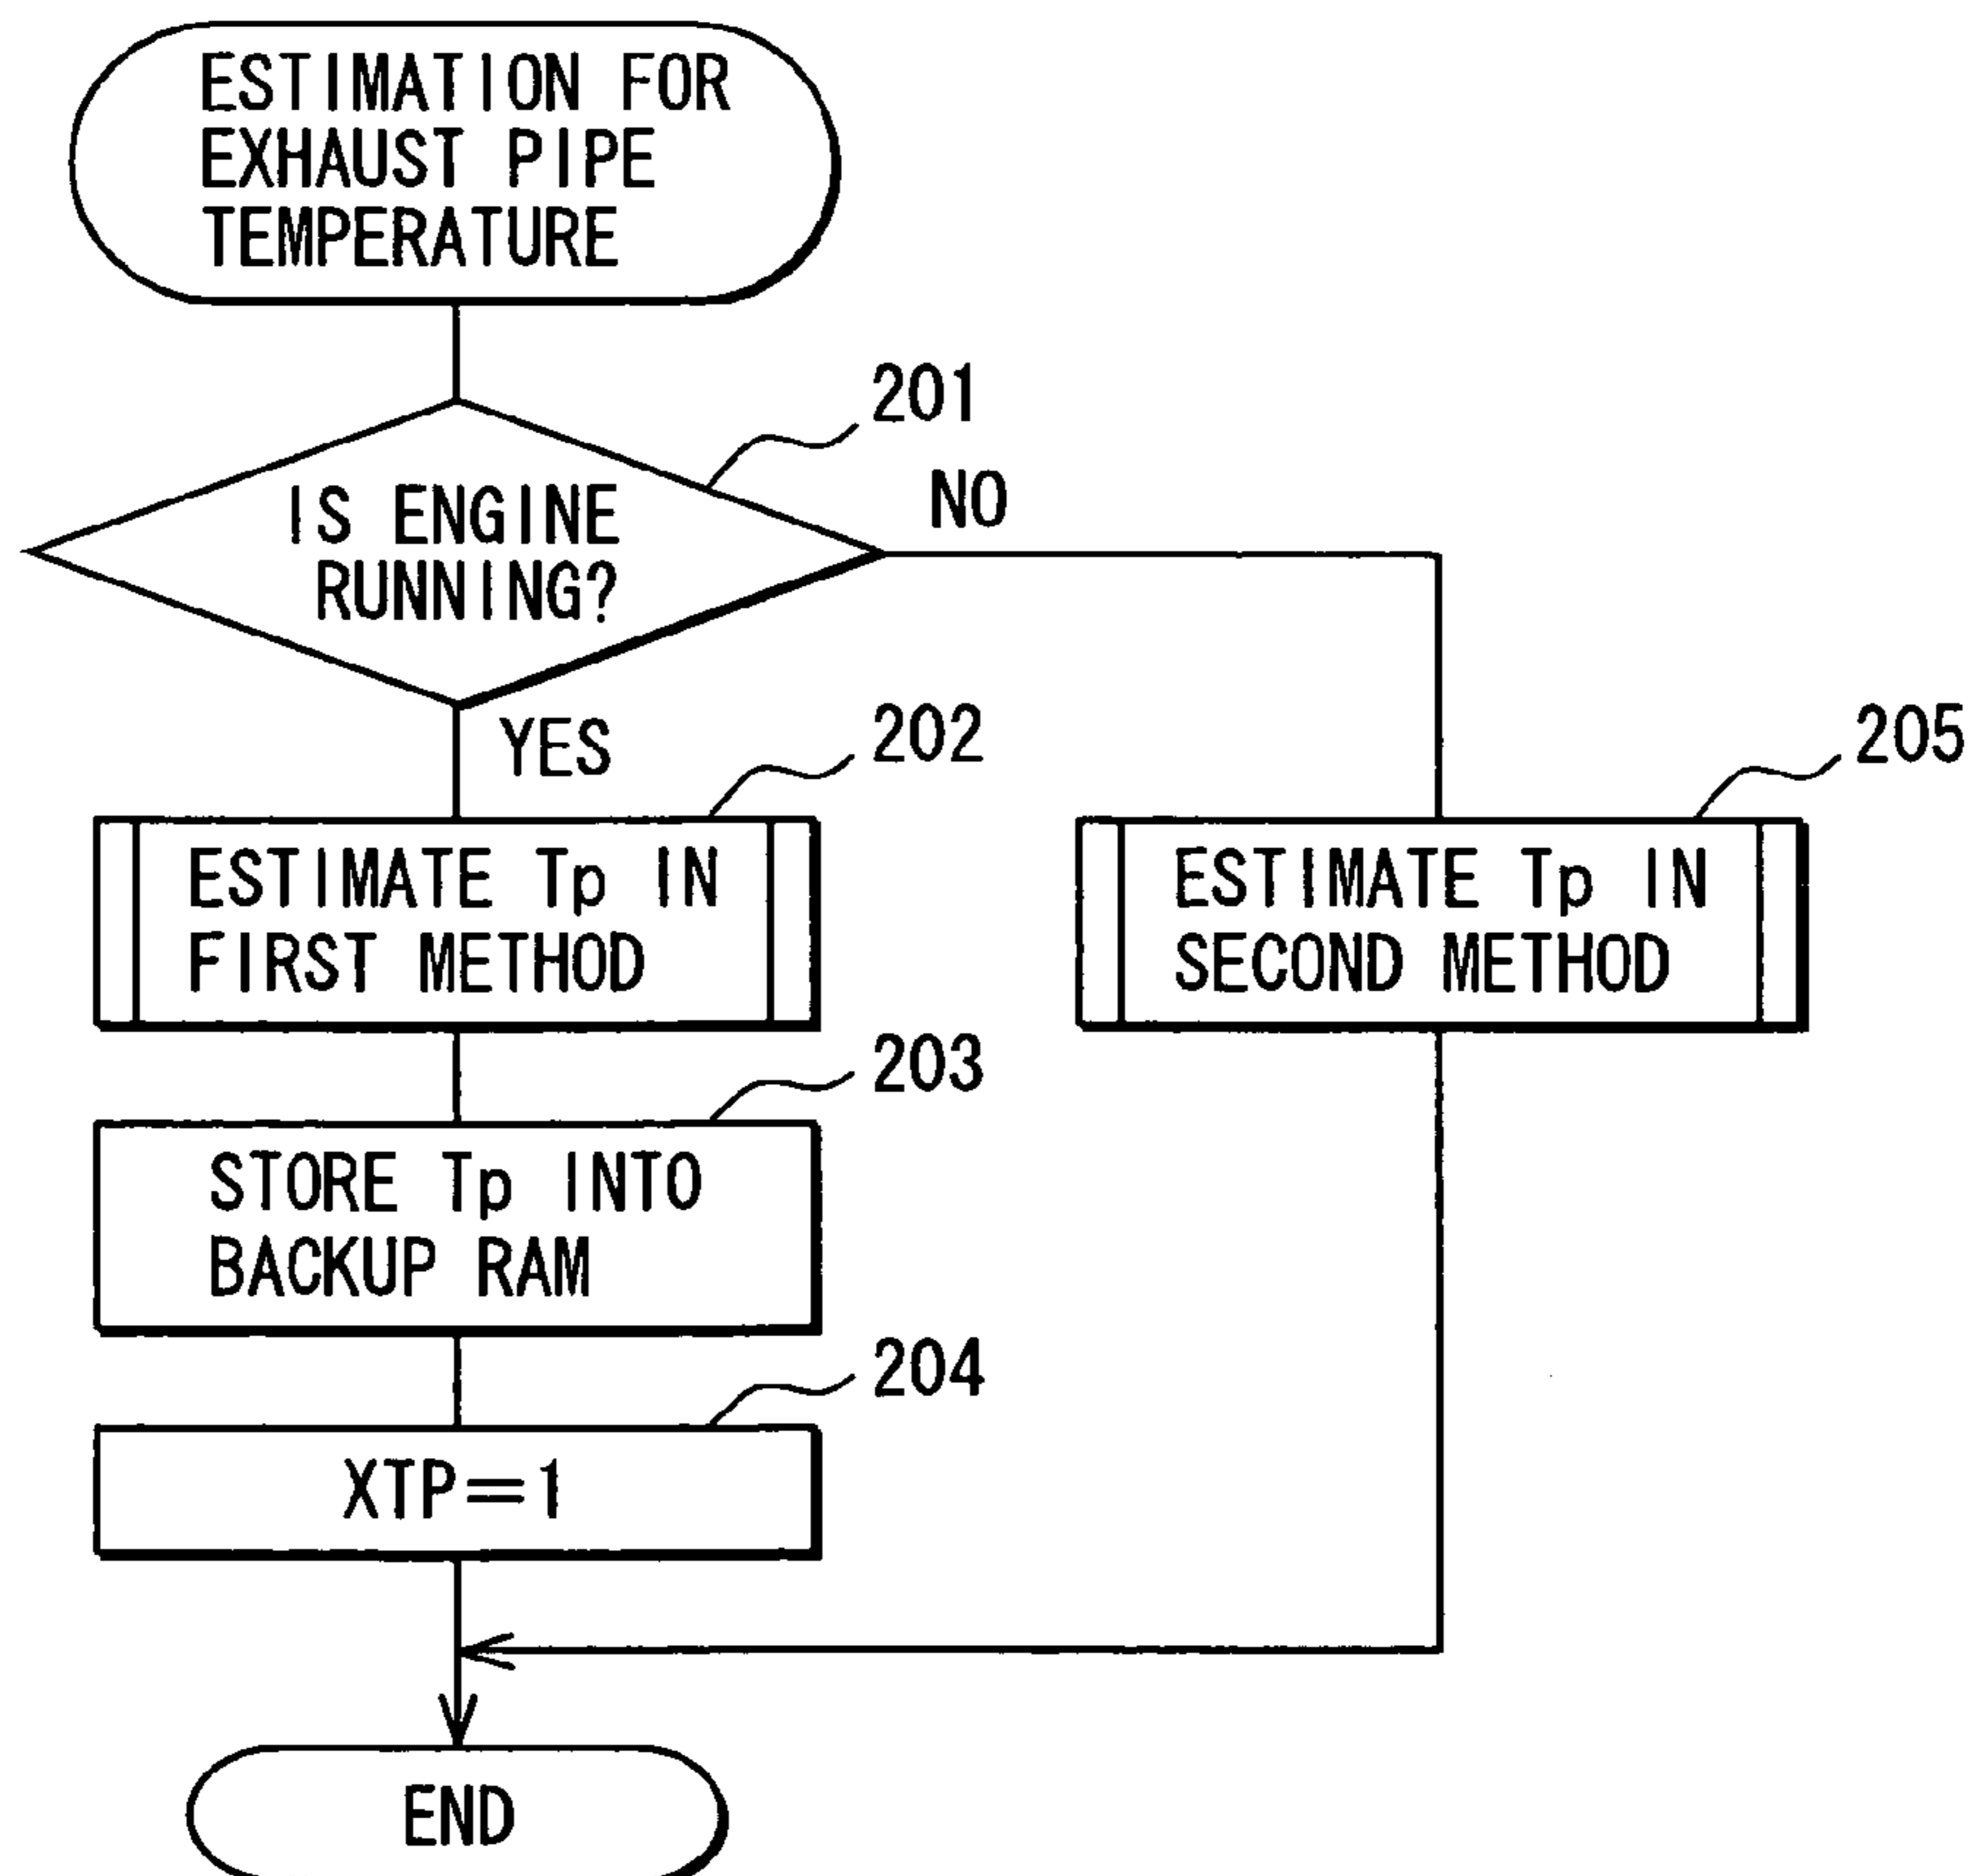 ESTIMATION FOR
EXHAUST PIPE
TEMPERATURE
201
IS ENGINE
RUNNING?
NO
YES
202
205
ESTIMATE Tp IN
FIRST METHOD
ESTIMATE Tp IN
SECOND METHOD
203
STORE Tp INTO
BACKUP RAM
204
XTP=1
END